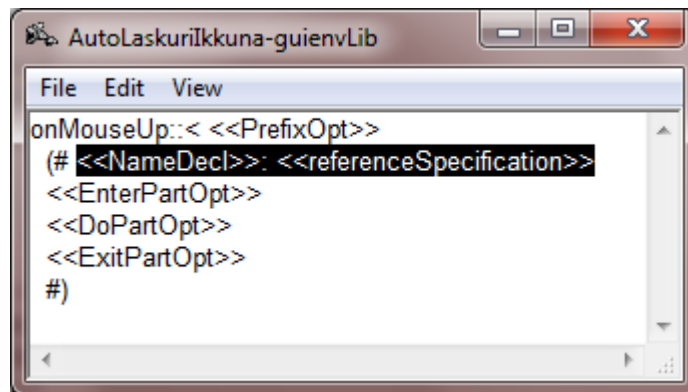 AutoLaskuriIkkuna-guienvLib
File Edit View
onMouseUp::< <<PrefixOpt>>
(# <<NameDecl>>: <<referenceSpecification>>
<<EnterPartOpt>>
<<DoPartOpt>>
<<ExitPartOpt>>
#)